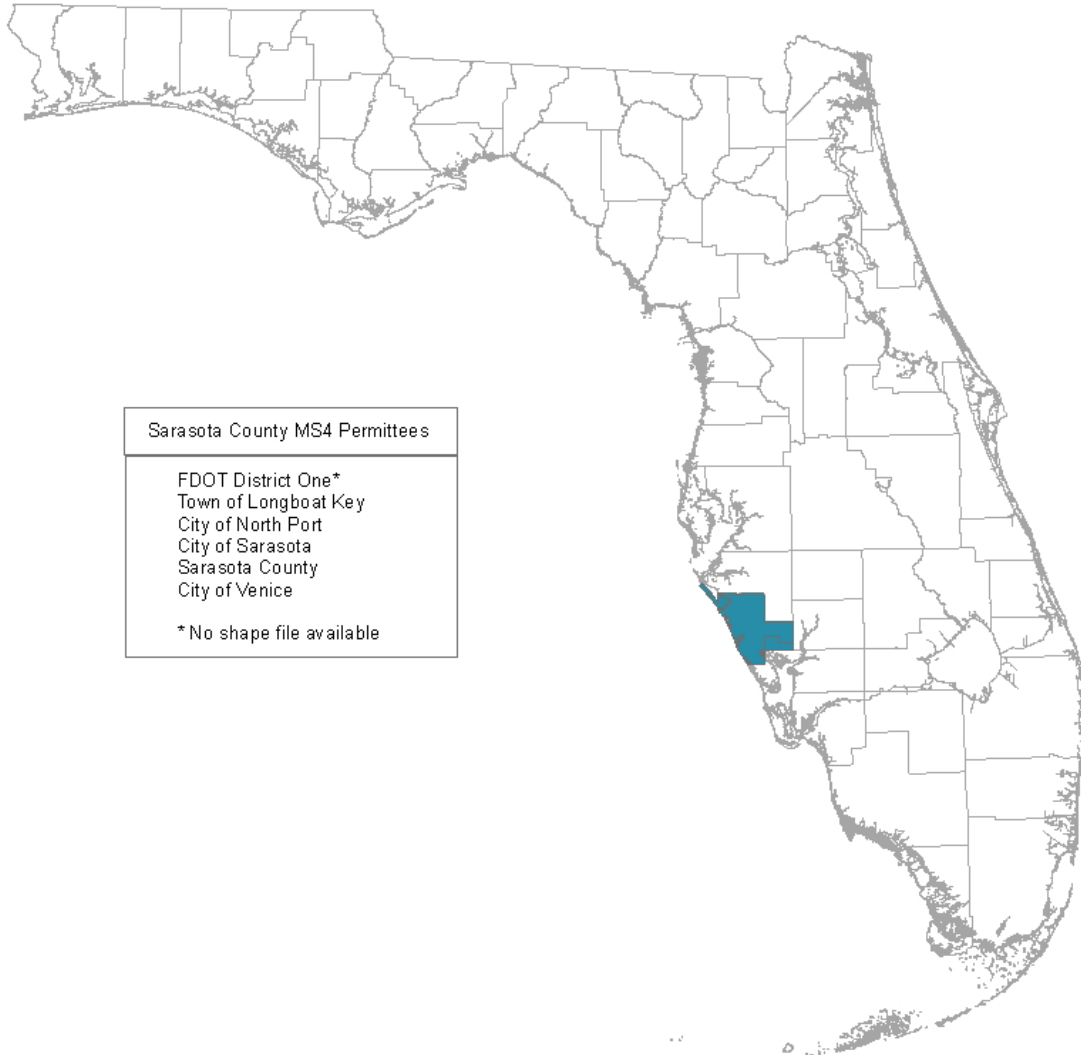 Sarasota County MS4 Permittees
FDOT District One*
Town of Longboat Key
City of North Port
City of Sarasota
Sarasota County
City of Venice
* No shape file available